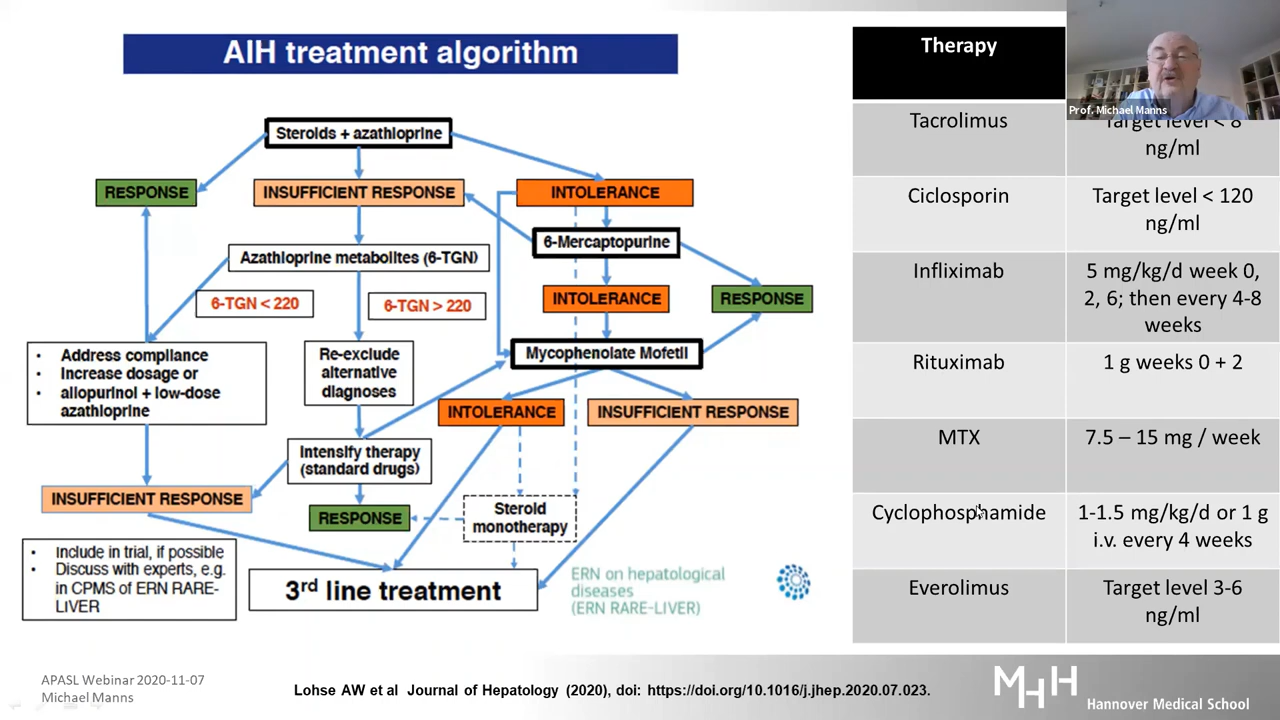 AIH treatment algorithm
Steroids + azathioprine
RESPONSE
INSUFFICIENT RESPONSE
INTOLERANCE
6-Mercaptopurine
Azathioprine metabolites (6-TGN)
6-TGN < 220
6-TGN > 220
INTOLERANCE
RESPONSE
• Address compliance
• Increase dosage or
• allopurinol + low-dose
azathioprine
Re-exclude
alternative
diagnoses
Mycophenolate Mofetil
INTOLERANCE
INSUFFICIENT RESPONSE
Intensify therapy
(standard drugs)
INSUFFICIENT RESPONSE
RESPONSE
Steroid
monotherapy
• Include in trial, if possible
• Discuss with experts, e.g.
in CPMS of ERN RARE-
LIVER
3rd line treatment
ERN on hepatological
diseases
(ERN RARE-LIVER)
Therapy
Prof. Michael Manns
Tacrolimus
Target level < 8
ng/ml
Ciclosporin
Target level < 120
ng/ml
Infliximab
5 mg/kg/d week 0,
2, 6; then every 4-8
weeks
Rituximab
1 g weeks 0 + 2
MTX
7.5 – 15 mg / week
Cyclophosphamide
1-1.5 mg/kg/d or 1 g
i.v. every 4 weeks
Everolimus
Target level 3-6
ng/ml
APASL Webinar 2020-11-07
Michael Manns
Lohse AW et al Journal of Hepatology (2020), doi: https://doi.org/10.1016/j.jhep.2020.07.023.
MHH
Hannover Medical School